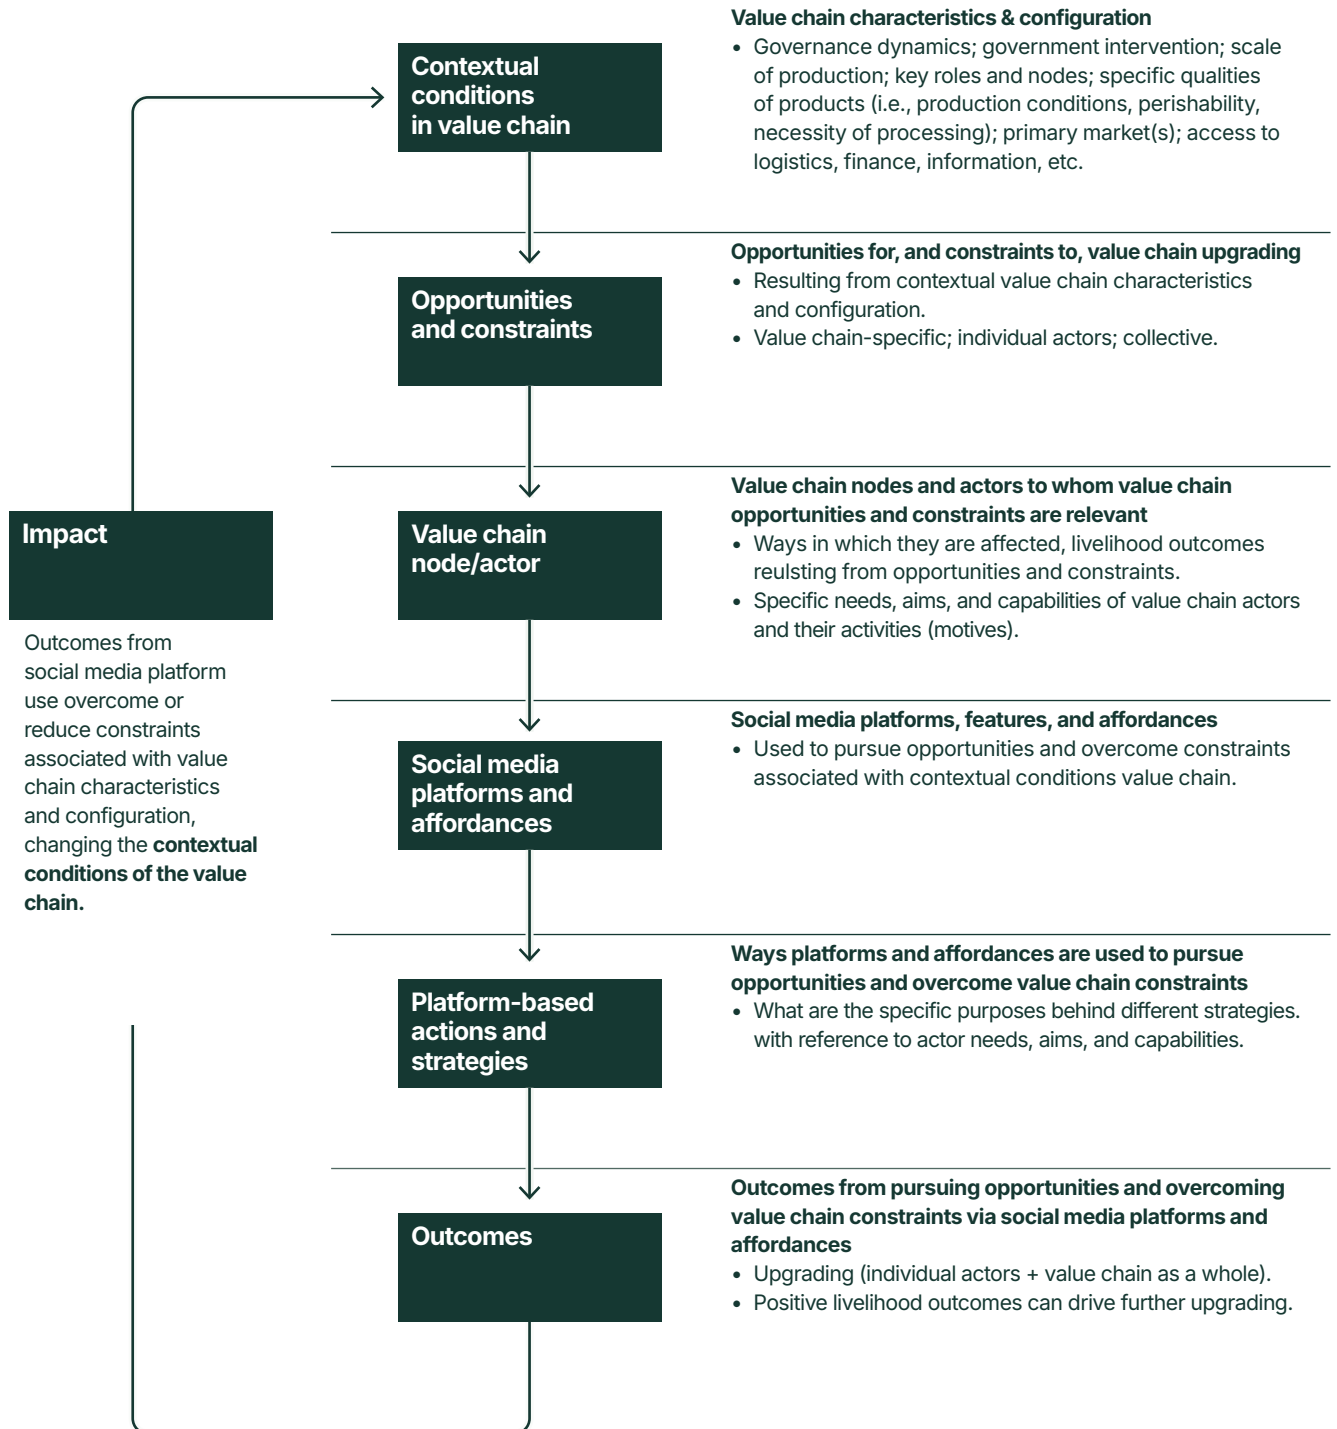 Value chain characteristics & configuration
• Governance dynamics; government intervention; scale
of production; key roles and nodes; specific qualities
of products (i.e., production conditions, perishability,
necessity of processing); primary market(s); access to
logistics, finance, information, etc.
Contextual
conditions
in value chain
Opportunities for, and constraints to, value chain upgrading
• Resulting from contextual value chain characteristics
and configuration.
• Value chain-specific; individual actors; collective.
Opportunities
and constraints
Value chain nodes and actors to whom value chain
opportunities and constraints are relevant
• Ways in which they are affected, livelihood outcomes
reulsting from opportunities and constraints.
• Specific needs, aims, and capabilities of value chain actors
and their activities (motives).
Value chain
node/actor
Impact
Outcomes from
social media platform
use overcome or
reduce constraints
associated with value
chain characteristics
and configuration,
changing the contextual
conditions of the value
chain.
Social media platforms, features, and affordances
• Used to pursue opportunities and overcome constraints
associated with contextual conditions value chain.
Social media
platforms and
affordances
Ways platforms and affordances are used to pursue
opportunities and overcome value chain constraints
• What are the specific purposes behind different strategies.
with reference to actor needs, aims, and capabilities.
Platform-based
actions and
strategies
Outcomes from pursuing opportunities and overcoming
value chain constraints via social media platforms and
affordances
• Upgrading (individual actors + value chain as a whole).
• Positive livelihood outcomes can drive further upgrading.
Outcomes